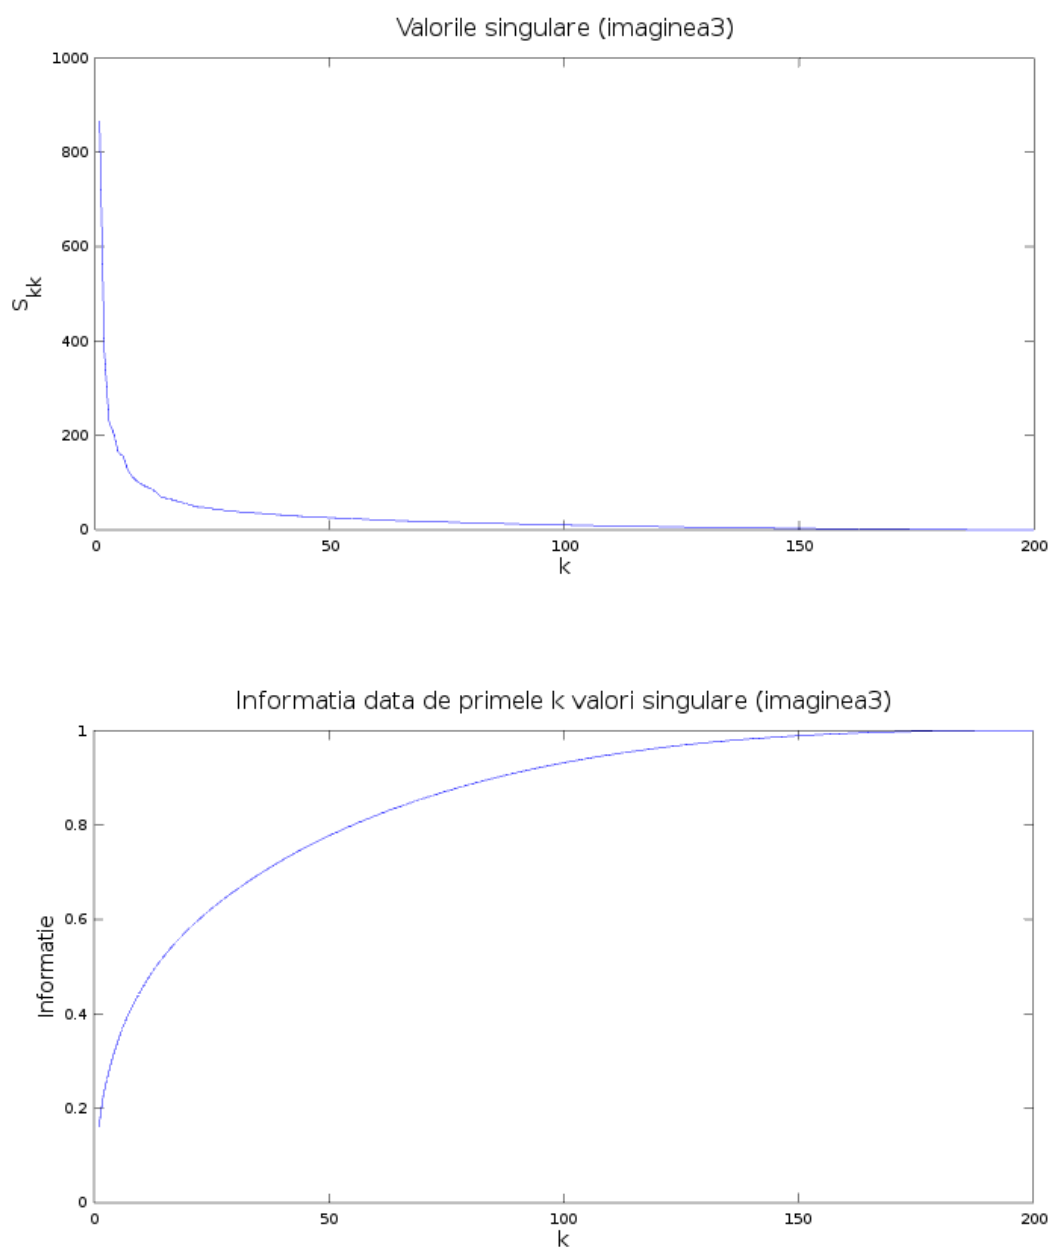 Valorile singulare (imaginea3)
1000
800
600
400
200
0
S_kk
0 50 100 150 200
k
Informatia data de primele k valori singulare (imaginea3)
1
0.8
0.6
0.4
0.2
0
Informatie
0 50 100 150 200
k